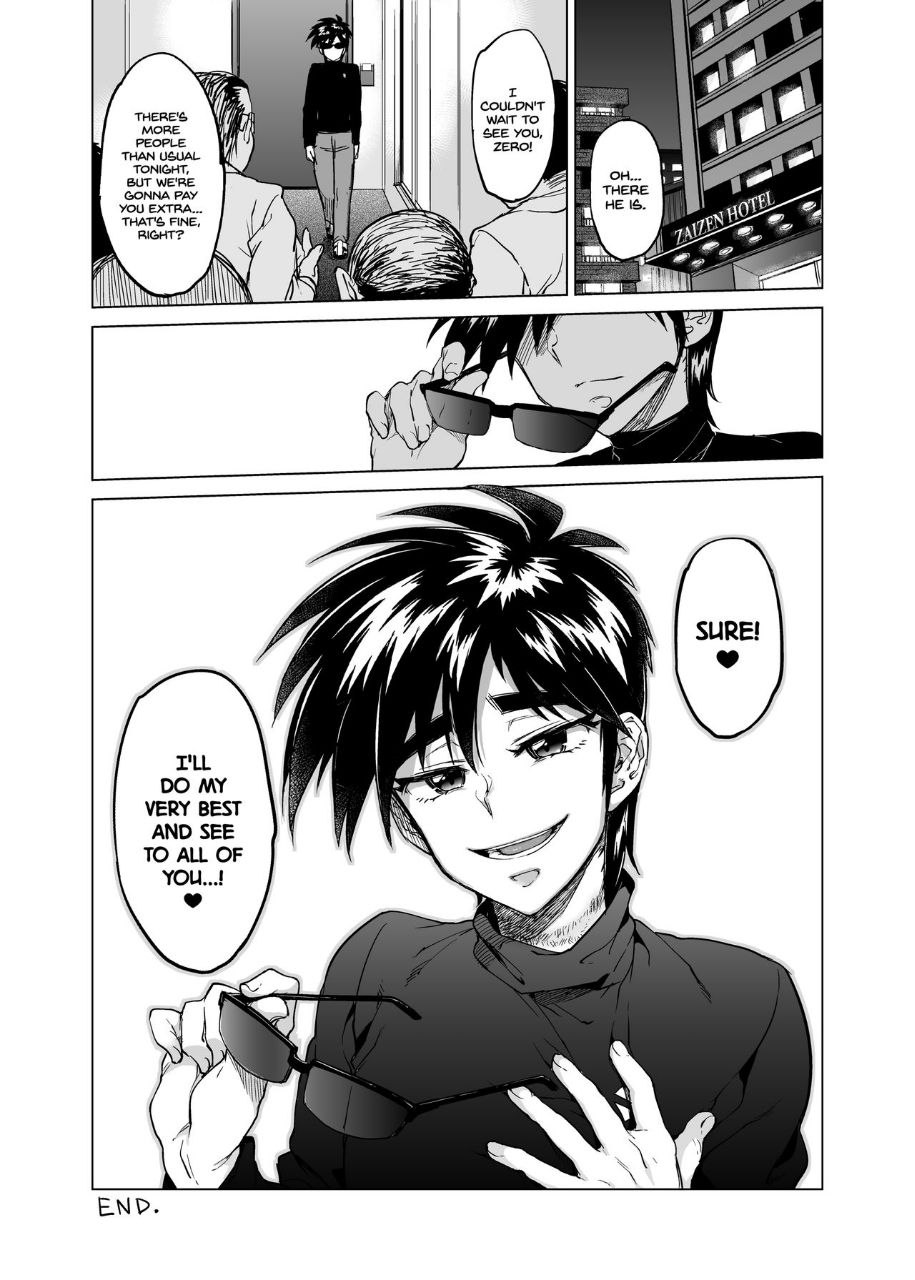 OH...
THERE
HE IS.
ZAIZEN HOTEL
I
COULDN'T
WAIT TO
SEE YOU,
ZERO!
THERE'S
MORE
PEOPLE
THAN USUAL
TONIGHT,
BUT WE'RE
GONNA PAY
YOU EXTRA...
THAT'S FINE,
RIGHT?
SURE!
♥
I'LL
DO MY
VERY BEST
AND SEE
TO ALL OF
YOU...!
♥
END.